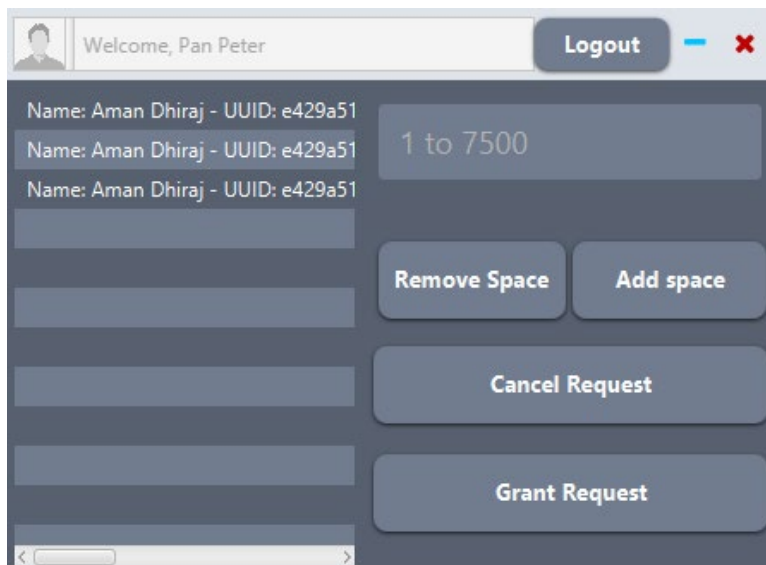 Welcome, Pan Peter
Logout
Name: Aman Dhiraj - UUID: e429a51
Name: Aman Dhiraj - UUID: e429a51
Name: Aman Dhiraj - UUID: e429a51
1 to 7500
Remove Space
Add space
Cancel Request
Grant Request